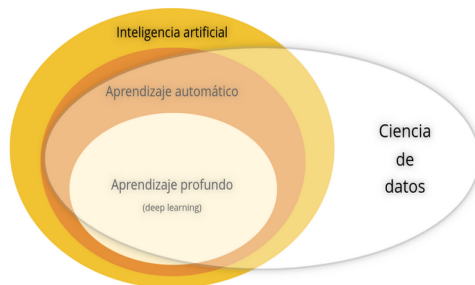 Inteligencia artificial
Aprendizaje automático
Aprendizaje profundo
(deep learning)
Ciencia
de
datos